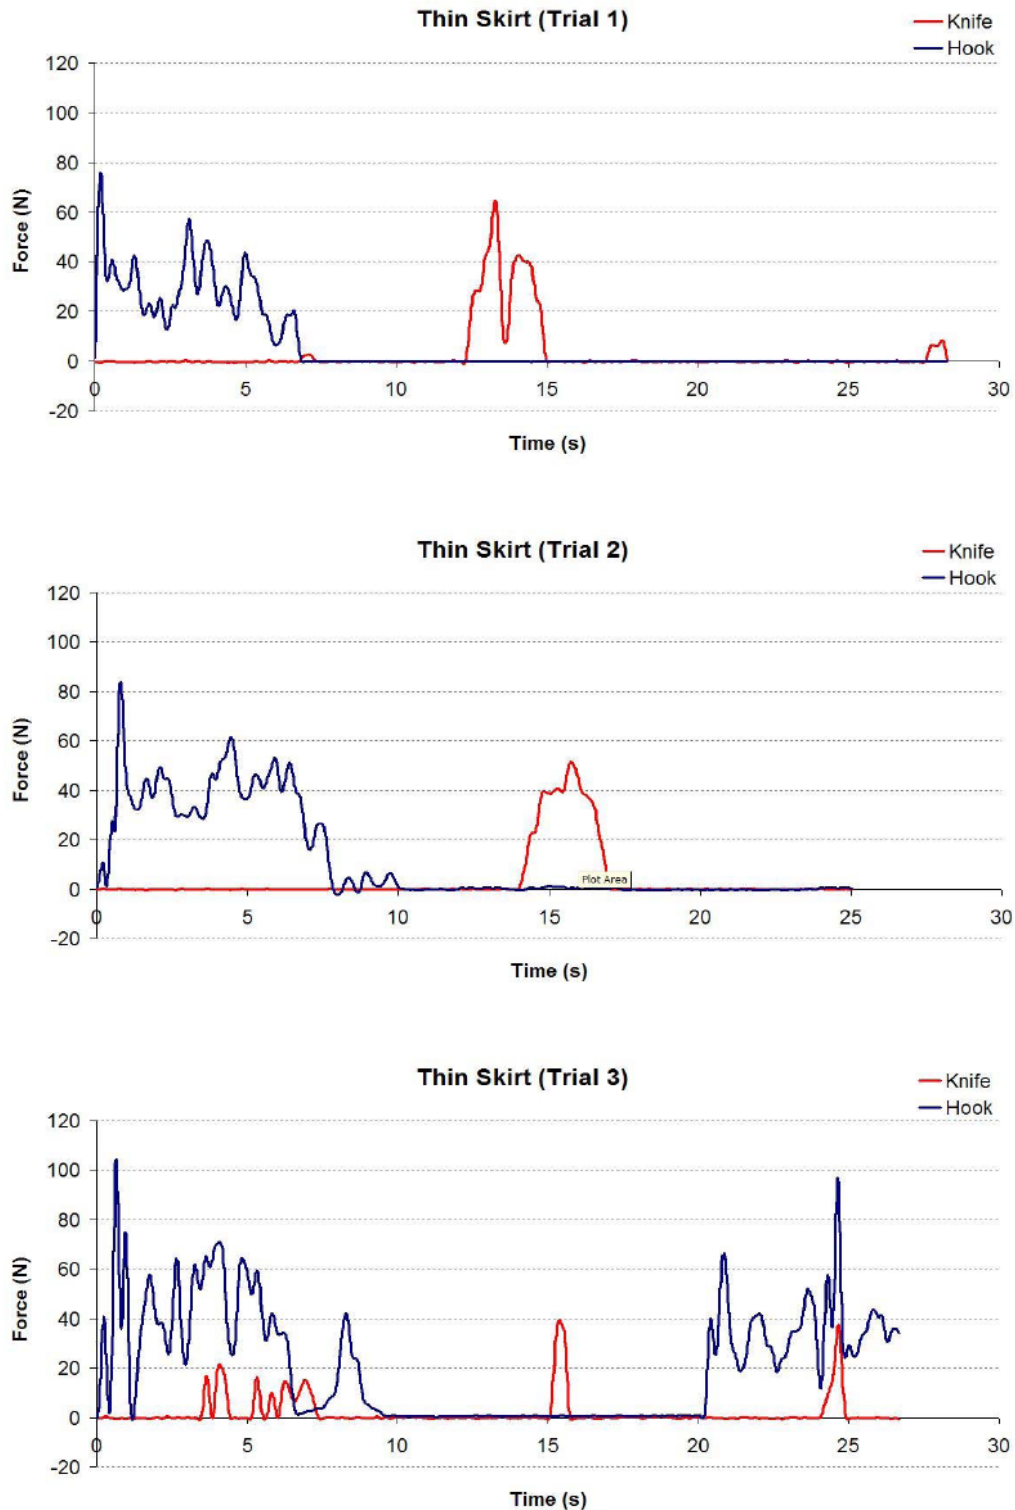 Thin Skirt (Trial 1)
Knife
Hook
120
100
80
60
40
20
0
-20
Force (N)
0 5 10 15 20 25 30
Time (s)
Thin Skirt (Trial 2)
Knife
Hook
120
100
80
60
40
20
0
-20
Force (N)
Plot Area
0 5 10 15 20 25 30
Time (s)
Thin Skirt (Trial 3)
Knife
Hook
120
100
80
60
40
20
0
-20
Force (N)
0 5 10 15 20 25 30
Time (s)